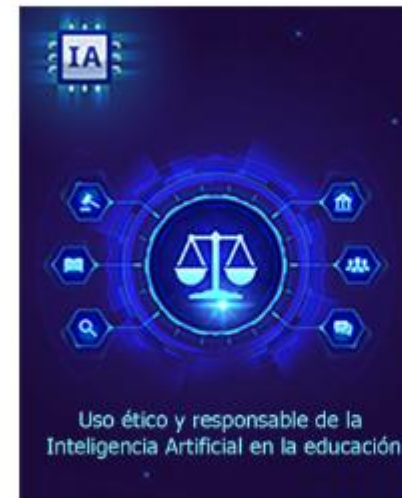 IA
Uso ético y responsable de la
Inteligencia Artificial en la educación